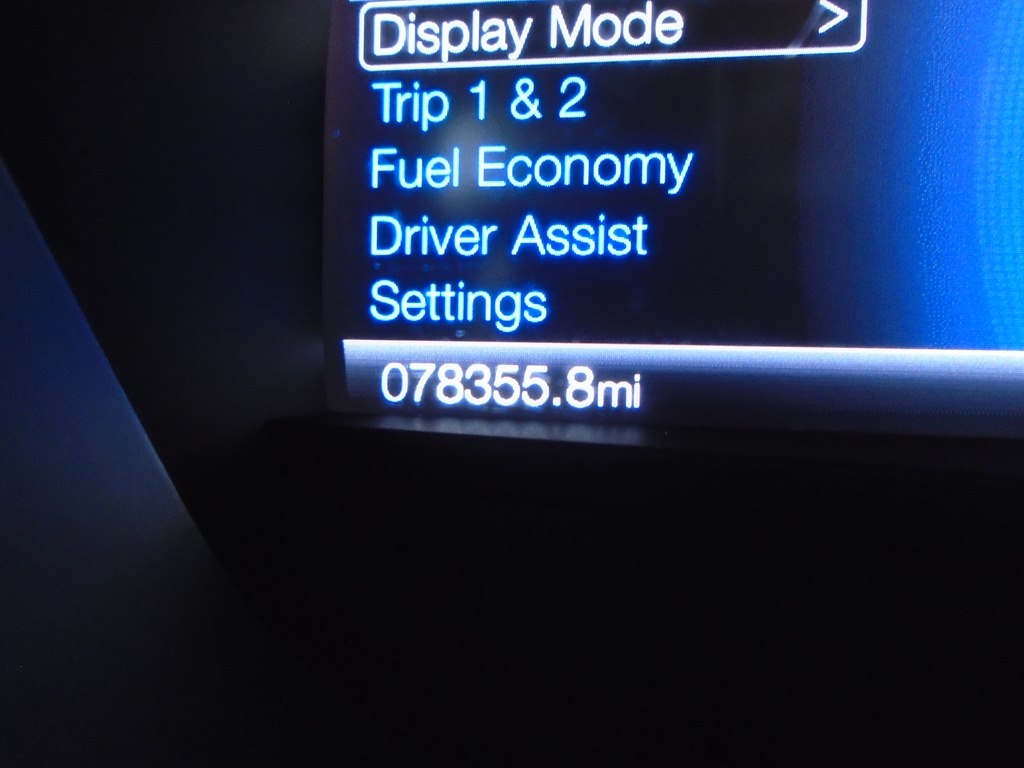 Display Mode >
Trip 1 & 2
Fuel Economy
Driver Assist
Settings
078355.8mi